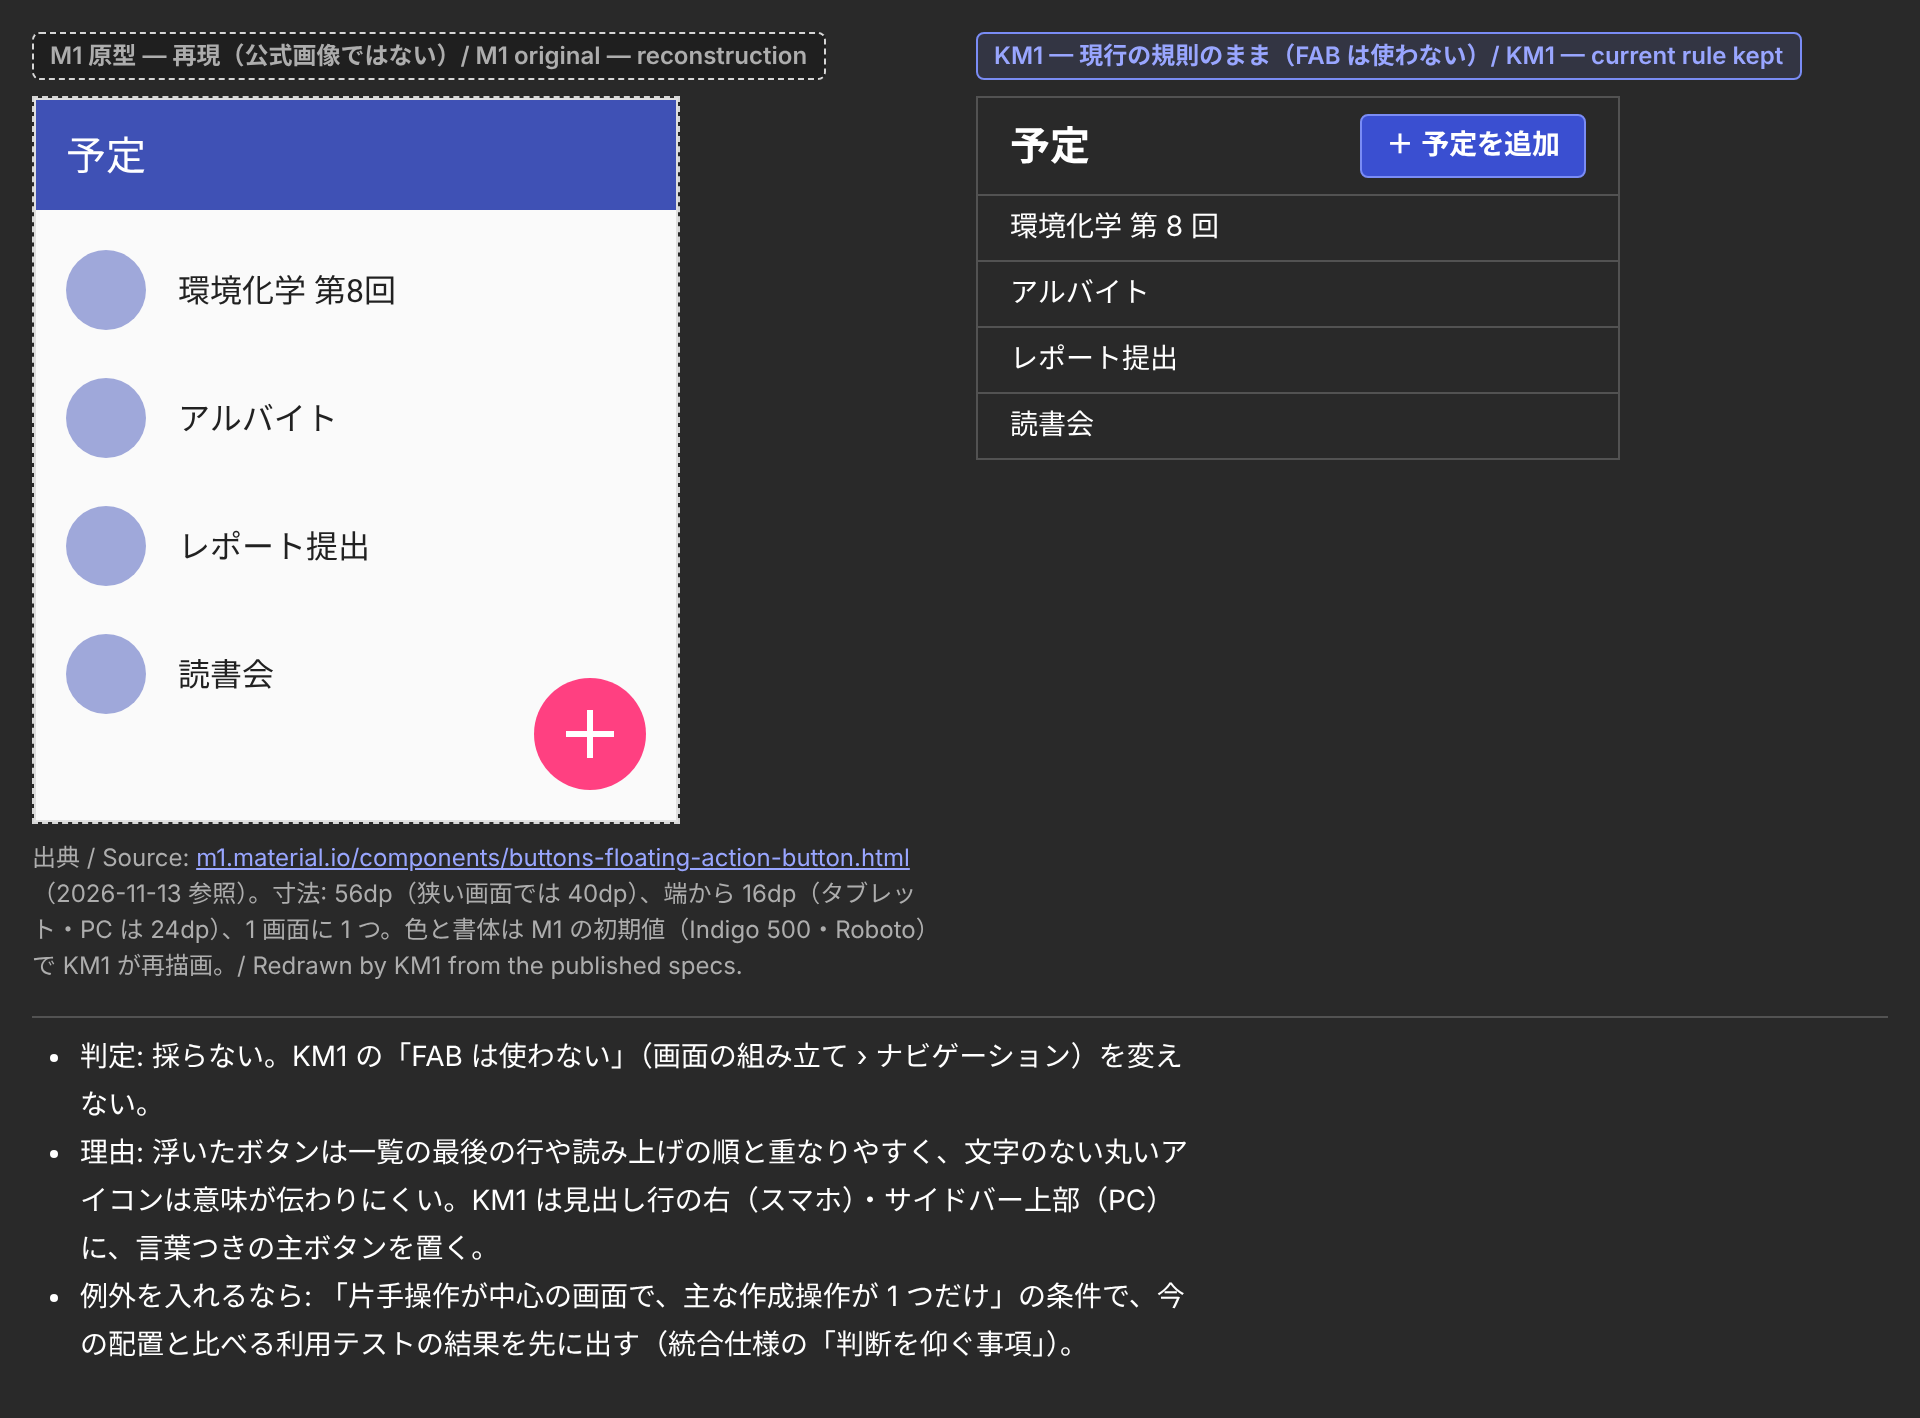 M1 原型 — 再現（公式画像ではない）/ M1 original — reconstruction
予定
環境化学 第8回
アルバイト
レポート提出
読書会
+
出典 / Source: m1.material.io/components/buttons-floating-action-button.html
（2026-11-13 参照）。寸法: 56dp（狭い画面では 40dp）、端から 16dp（タブレッ
ト・PC は 24dp）、1 画面に 1 つ。色と書体は M1 の初期値（Indigo 500・Roboto）
で KM1 が再描画。/ Redrawn by KM1 from the published specs.
KM1 — 現行の規則のまま（FAB は使わない）/ KM1 — current rule kept
予定
+ 予定を追加
環境化学 第 8 回
アルバイト
レポート提出
読書会
• 判定: 採らない。KM1 の「FAB は使わない」（画面の組み立て › ナビゲーション）を変え
ない。
• 理由: 浮いたボタンは一覧の最後の行や読み上げの順と重なりやすく、文字のない丸いア
イコンは意味が伝わりにくい。KM1 は見出し行の右（スマホ）・サイドバー上部（PC）
に、言葉つきの主ボタンを置く。
• 例外を入れるなら: 「片手操作が中心の画面で、主な作成操作が 1 つだけ」の条件で、今
の配置と比べる利用テストの結果を先に出す（統合仕様の「判断を仰ぐ事項」）。